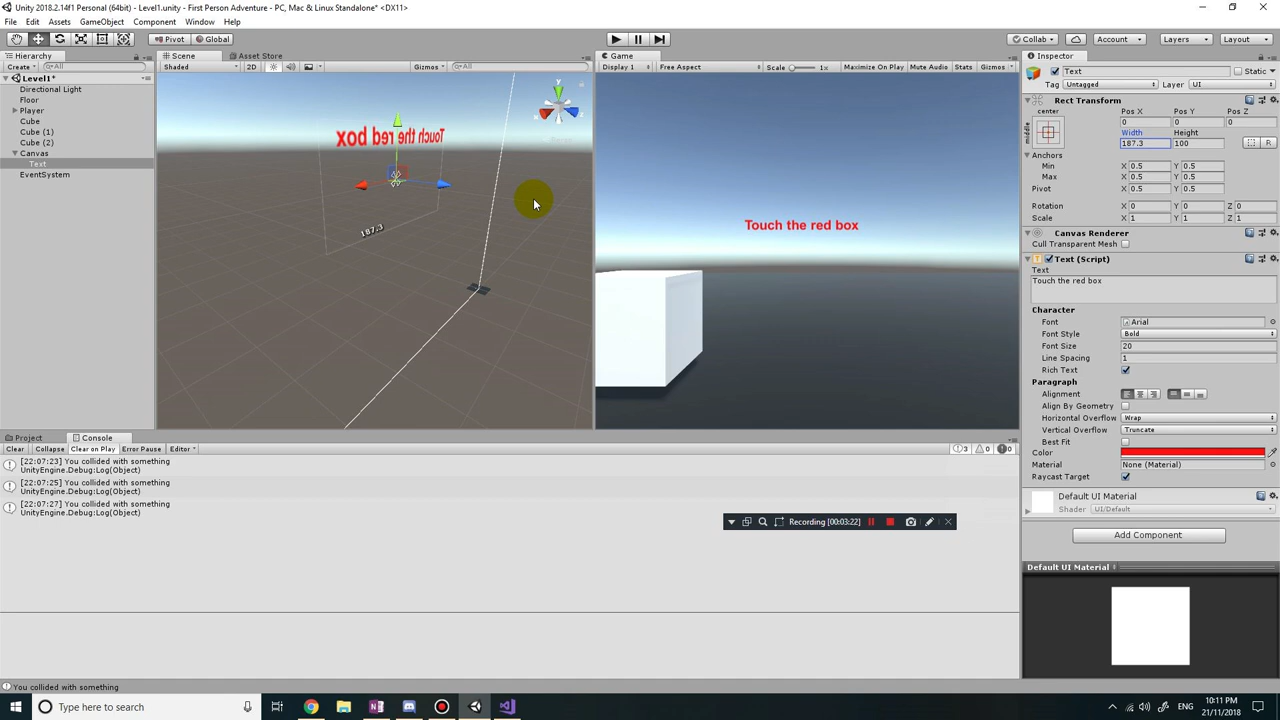 Unity 2018.2.14f1 Personal (64bit) - Level1.unity - First Person Adventure - PC, Mac & Linux Standalone* <DX11>
File Edit Assets GameObject Component Window Help
Pivot Global Collab Account Layers Layout
Hierarchy Scene Asset Store Game Inspector
Create All Shaded 2D Gizmos All Display 1 Free Aspect Scale 1x Maximize On Play Mute Audio Stats Gizmos
Text Static
Tag Untagged Layer UI
Level1*
Directional Light
Floor
Player
Cube
Cube (1)
Cube (2)
Canvas
Text
EventSystem
Touch the red box
187.3
Touch the red box
Rect Transform
center Pos X Pos Y Pos Z
middle 0 0 0
Width Height
187.3 100 R
Anchors
Min X 0.5 Y 0.5
Max X 0.5 Y 0.5
Pivot X 0.5 Y 0.5
Rotation X 0 Y 0 Z 0
Scale X 1 Y 1 Z 1
Canvas Renderer
Cull Transparent Mesh
Text (Script)
Text
Touch the red box
Character
Font Arial
Font Style Bold
Font Size 20
Line Spacing 1
Rich Text
Paragraph
Alignment
Align By Geometry
Horizontal Overflow Wrap
Vertical Overflow Truncate
Best Fit
Color
Material None (Material)
Raycast Target
Default UI Material
Shader UI/Default
Add Component
Default UI Material
Project Console
Clear Collapse Clear on Play Error Pause Editor 3 0 0
[22:07:23] You collided with something
UnityEngine.Debug:Log(Object)
[22:07:25] You collided with something
UnityEngine.Debug:Log(Object)
[22:07:27] You collided with something
UnityEngine.Debug:Log(Object)
Recording [00:03:22]
You collided with something
Type here to search
ENG
10:11 PM
21/11/2018